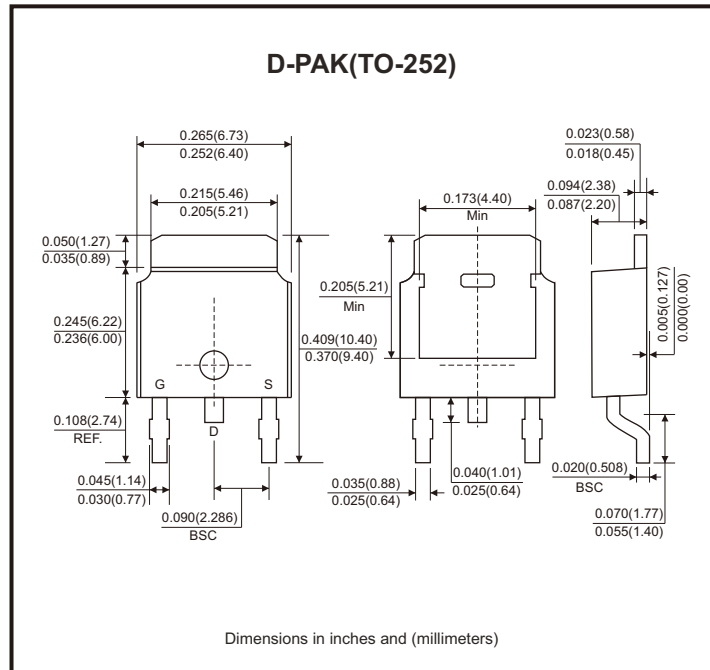 D-PAK(TO-252)
0.265(6.73)
0.252(6.40)
0.215(5.46)
0.205(5.21)
0.050(1.27)
0.035(0.89)
0.245(6.22)
0.236(6.00)
0.409(10.40)
0.370(9.40)
G
S
D
0.108(2.74)
REF.
0.045(1.14)
0.030(0.77)
0.090(2.286)
BSC
0.173(4.40)
Min
0.205(5.21)
Min
0.035(0.88)
0.025(0.64)
0.040(1.01)
0.025(0.64)
0.023(0.58)
0.018(0.45)
0.094(2.38)
0.087(2.20)
0.005(0.127)
0.000(0.00)
0.020(0.508)
BSC
0.070(1.77)
0.055(1.40)
Dimensions in inches and (millimeters)